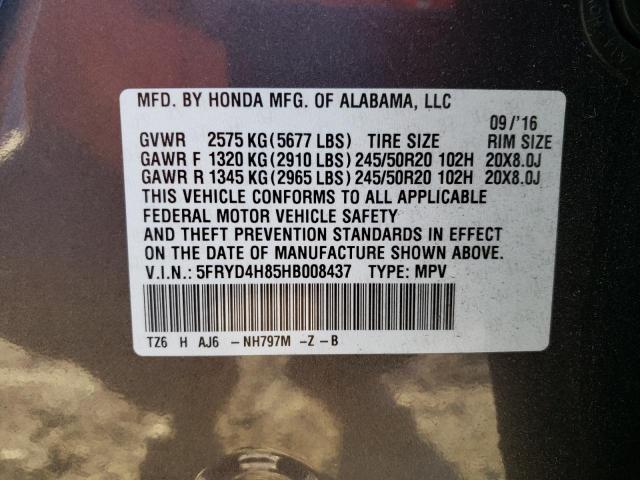 MFD. BY HONDA MFG. OF ALABAMA, LLC
09/'16
GVWR 2575 KG(5677 LBS) TIRE SIZE RIM SIZE
GAWR F 1320 KG(2910 LBS)245/50R20 102H 20X8.0J
GAWR R 1345 KG(2965 LBS)245/50R20 102H 20X8.0J
THIS VEHICLE CONFORMS TO ALL APPLICABLE
FEDERAL MOTOR VEHICLE SAFETY
AND THEFT PREVENTION STANDARDS IN EFFECT
ON THE DATE OF MANUFACTURE SHOWN ABOVE.
V.I.N.: 5FRYD4H85HB008437 TYPE: MPV
TZ6 H AJ6 -NH797M -Z-B